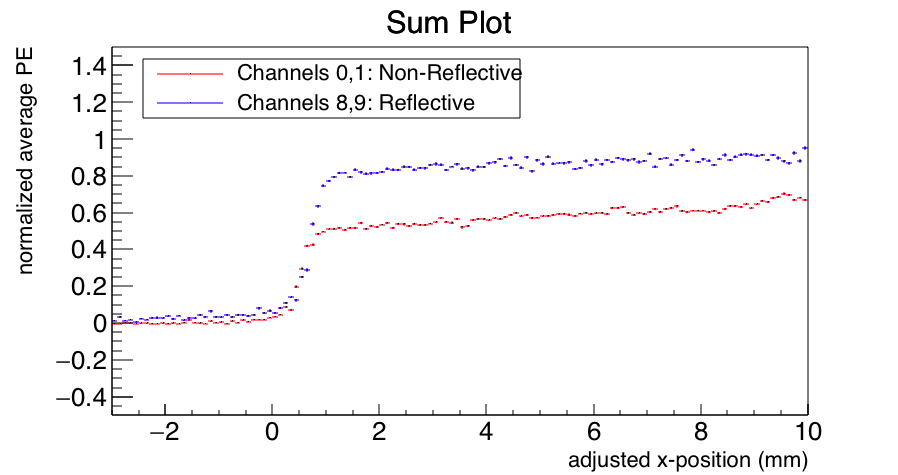 Sum Plot
normalized average PE
1.4
1.2
1
0.8
0.6
0.4
0.2
0
−0.2
−0.4
Channels 0,1: Non-Reflective
Channels 8,9: Reflective
−2 0 2 4 6 8 10
adjusted x-position (mm)